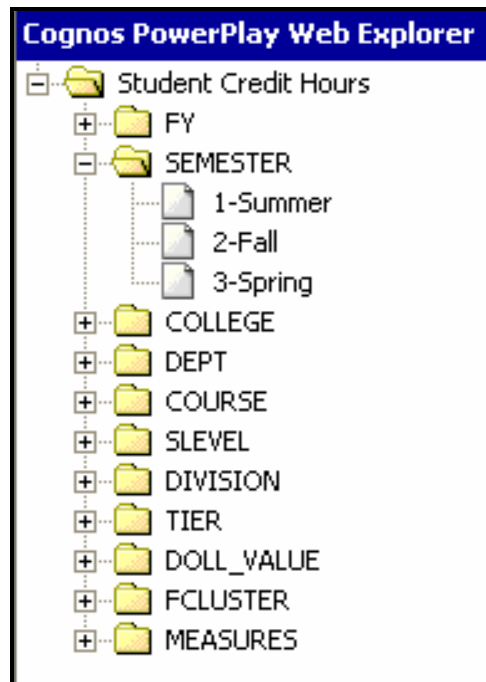 Cognos PowerPlay Web Explorer
Student Credit Hours
FY
SEMESTER
1-Summer
2-Fall
3-Spring
COLLEGE
DEPT
COURSE
SLEVEL
DIVISION
TIER
DOLL_VALUE
FCLUSTER
MEASURES